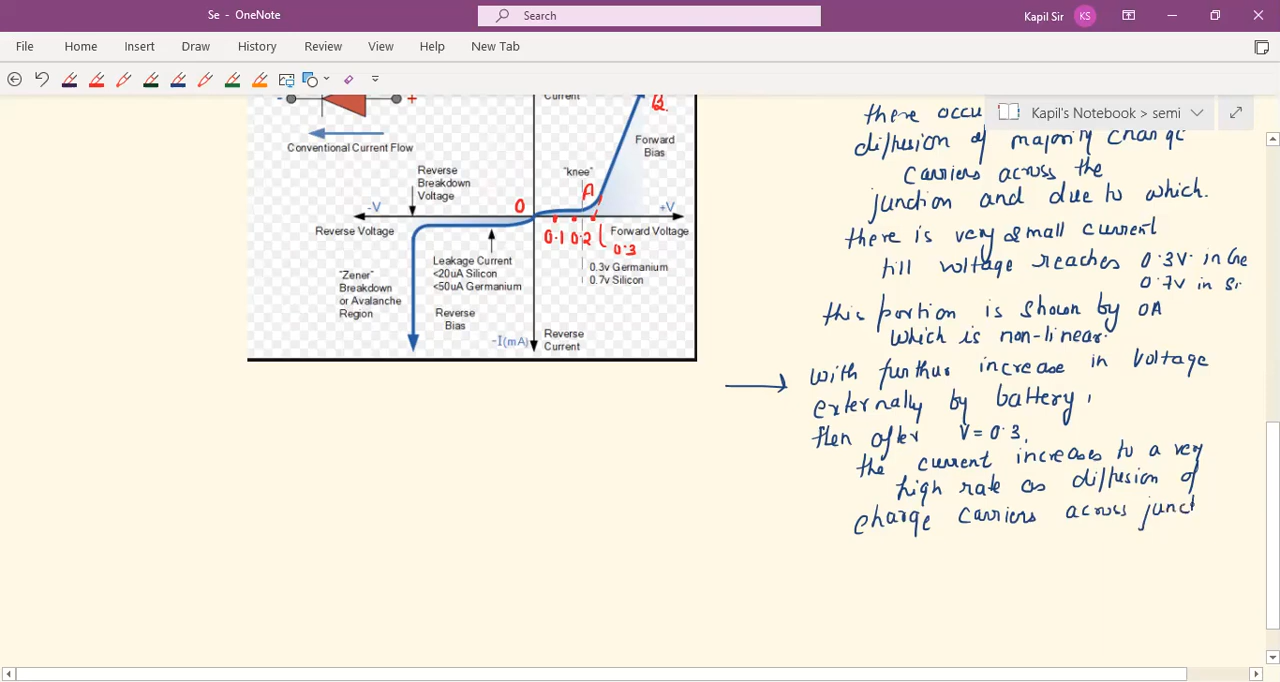 Se - OneNote
Search
Kapil Sir
KS
File
Home
Insert
Draw
History
Review
View
Help
New Tab
Kapil's Notebook > semi
- +
Conventional Current Flow
Current
B
Forward
Bias
Reverse
Breakdown
Voltage
"knee"
A
-V
O
+V
Reverse Voltage
0.1 0.2
Forward Voltage
0.3
Leakage Current
<20uA Silicon
<50uA Germanium
0.3v Germanium
0.7v Silicon
"Zener"
Breakdown
or Avalanche
Region
Reverse
Bias
-I(mA)
Reverse
Current
there occu
diffusion of majority charge
carriers across the
junction and due to which.
there is very small current
till voltage reaches 0.3V. in Ge
0.7V in Si
this portion is shown by OA
which is non-linear.
→ with further increase in voltage
externally by battery,
then after V = 0.3.
the current increases to a very
high rate as diffusion of
charge carriers across junct